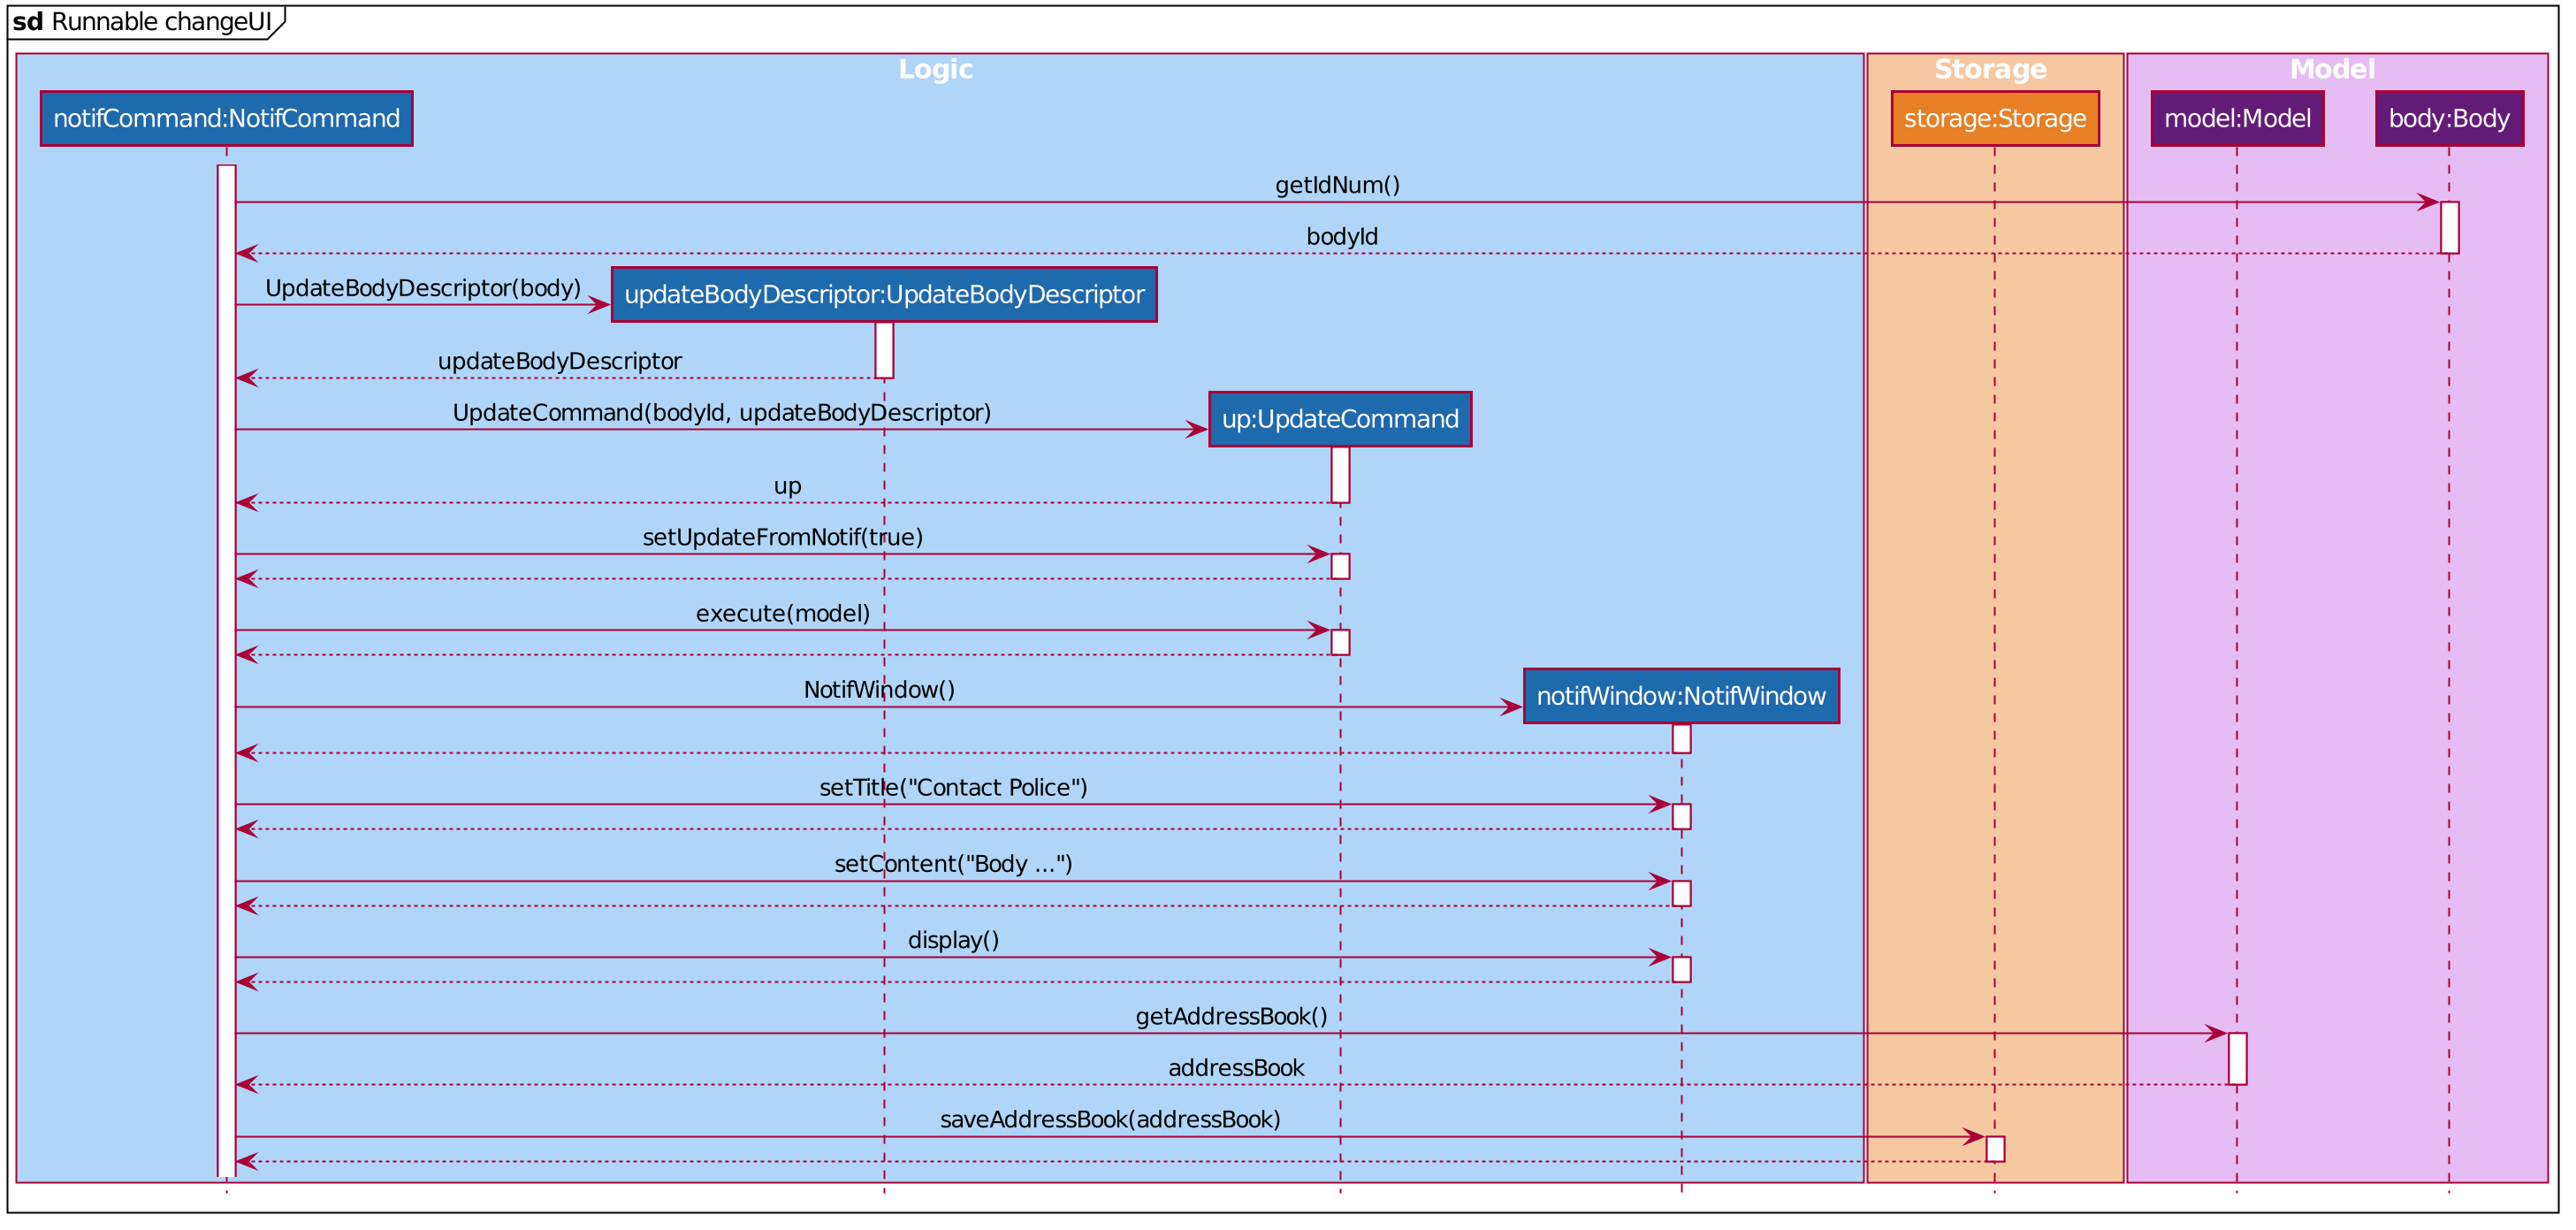 sd Runnable changeUI
Logic
Storage
Model
notifCommand:NotifCommand
storage:Storage
model:Model
body:Body
getIdNum()
bodyId
UpdateBodyDescriptor(body)
updateBodyDescriptor:UpdateBodyDescriptor
updateBodyDescriptor
UpdateCommand(bodyId, updateBodyDescriptor)
up:UpdateCommand
up
setUpdateFromNotif(true)
execute(model)
NotifWindow()
notifWindow:NotifWindow
setTitle("Contact Police")
setContent("Body ...")
display()
getAddressBook()
addressBook
saveAddressBook(addressBook)